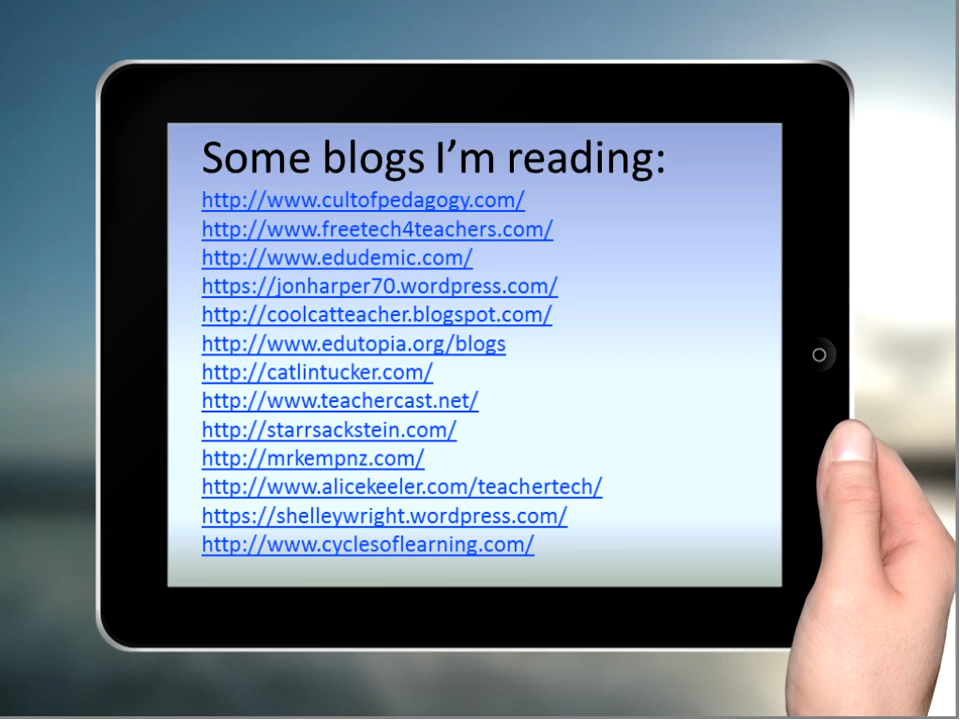 Some blogs I'm reading:
http://www.cultofpedagogy.com/
http://www.freetech4teachers.com/
http://www.edudemic.com/
https://jonharper70.wordpress.com/
http://coolcatteacher.blogspot.com/
http://www.edutopia.org/blogs
http://catlintucker.com/
http://www.teachercast.net/
http://starrsackstein.com/
http://mrkempnz.com/
http://www.alicekeeler.com/teachertech/
https://shelleywright.wordpress.com/
http://www.cyclesoflearning.com/